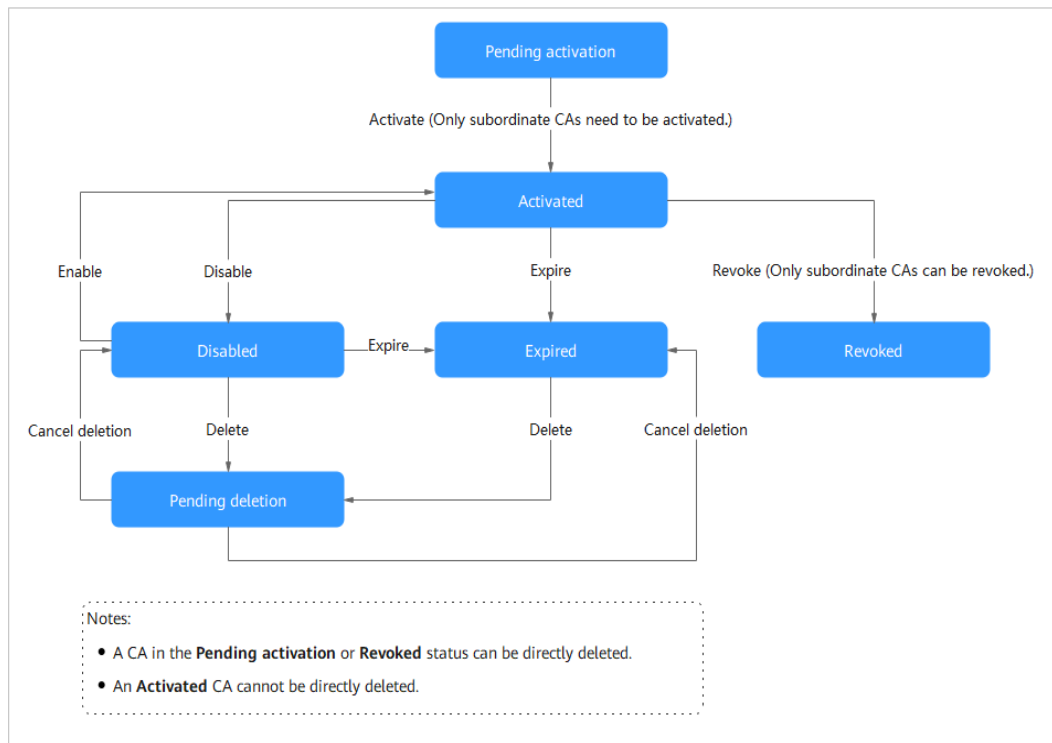 Pending activation
Activate (Only subordinate CAs need to be activated.)
Activated
Enable
Disable
Expire
Revoke (Only subordinate CAs can be revoked.)
Disabled
Expire
Expired
Revoked
Cancel deletion
Delete
Delete
Cancel deletion
Pending deletion
Notes:
• A CA in the Pending activation or Revoked status can be directly deleted.
• An Activated CA cannot be directly deleted.